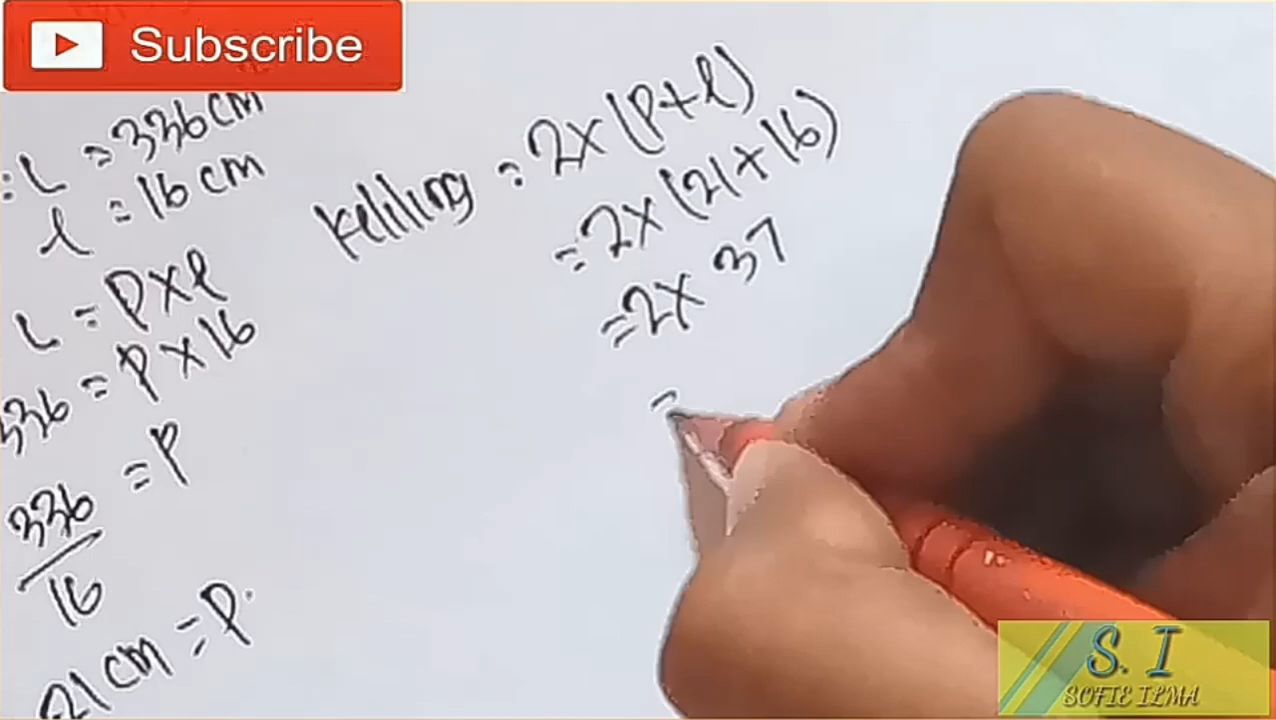 Subscribe
: L = 336 cm
l = 16 cm
L = P x l
336 = P x 16
336
16
= P
21 cm = P
Keliling = 2 x (P + l)
= 2 x (21 + 16)
= 2 x 37
=
S. I
SOFIE ILMA